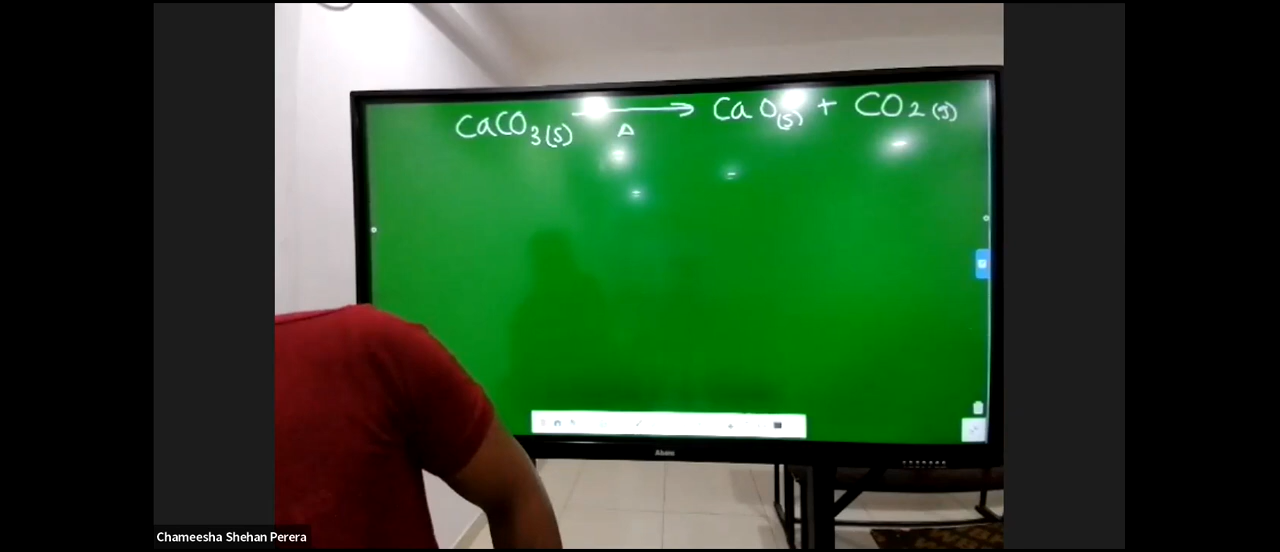 CaCO3(s) ⟶ CaO(s) + CO2(g)
Δ
Chameesha Shehan Perera